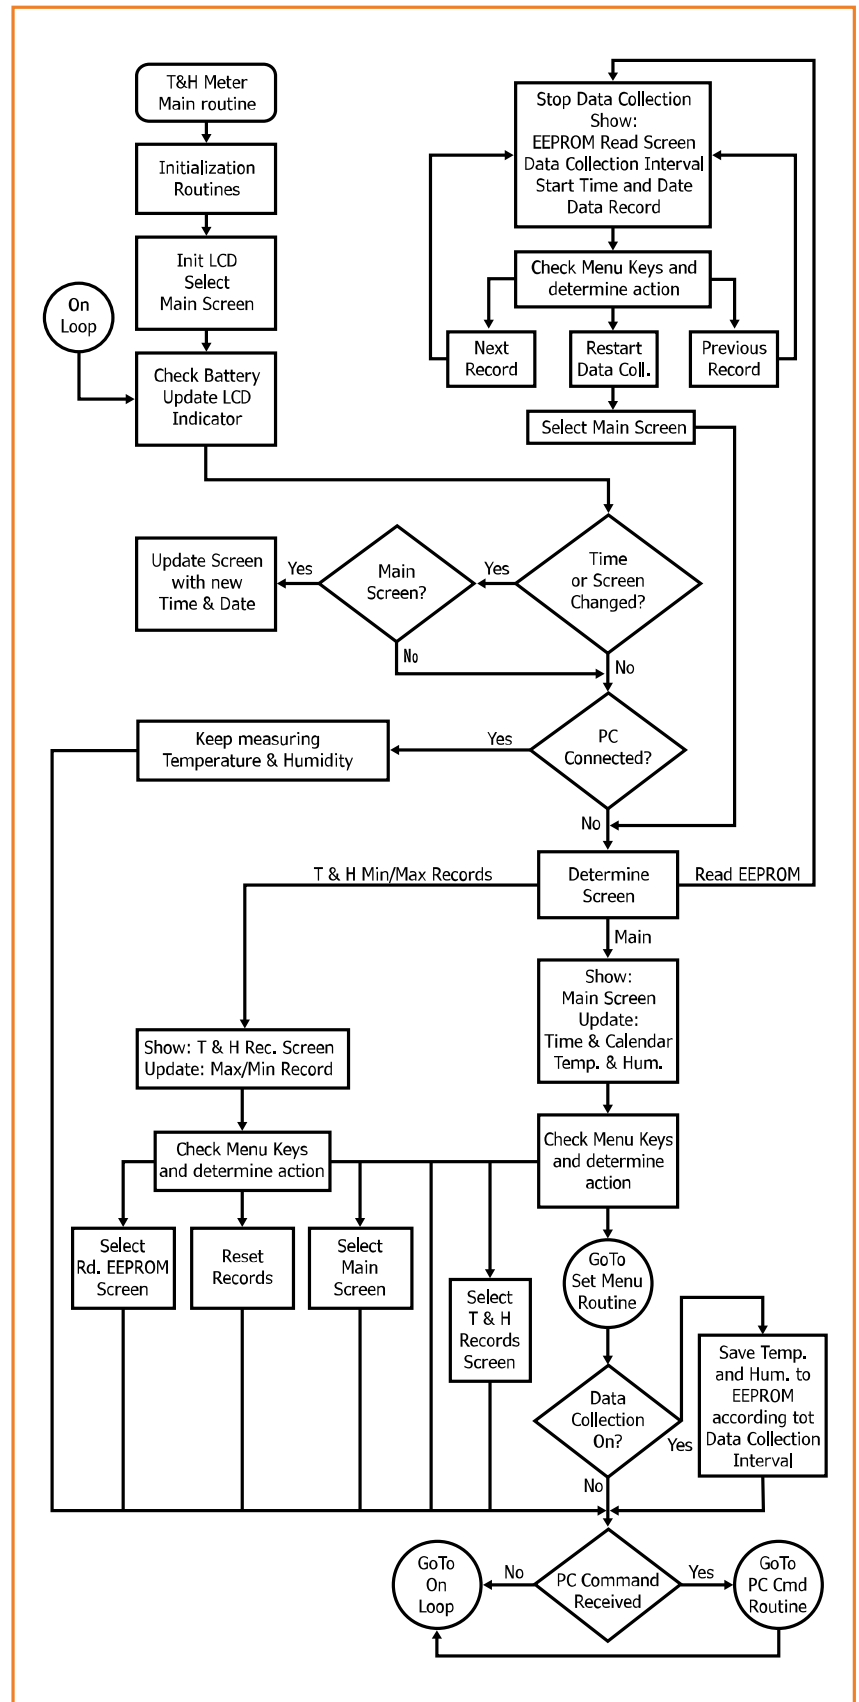 T&H Meter
Main routine
Initialization
Routines
Init LCD
Select
Main Screen
On
Loop
Check Battery
Update LCD
Indicator
Stop Data Collection
Show:
EEPROM Read Screen
Data Collection Interval
Start Time and Date
Data Record
Check Menu Keys and
determine action
Next
Record
Restart
Data Coll.
Previous
Record
Select Main Screen
Time
or Screen
Changed?
Yes
Main
Screen?
Yes
Update Screen
with new
Time & Date
No
No
PC
Connected?
Yes
Keep measuring
Temperature & Humidity
No
Determine
Screen
T & H Min/Max Records
Read EEPROM
Main
Show:
Main Screen
Update:
Time & Calendar
Temp. & Hum.
Show: T & H Rec. Screen
Update: Max/Min Record
Check Menu Keys
and determine action
Check Menu Keys
and determine
action
Select
Rd. EEPROM
Screen
Reset
Records
Select
Main
Screen
Select
T & H
Records
Screen
GoTo
Set Menu
Routine
Data
Collection
On?
Yes
Save Temp.
and Hum. to
EEPROM
according tot
Data Collection
Interval
No
PC Command
Received
No
GoTo
On
Loop
Yes
GoTo
PC Cmd
Routine